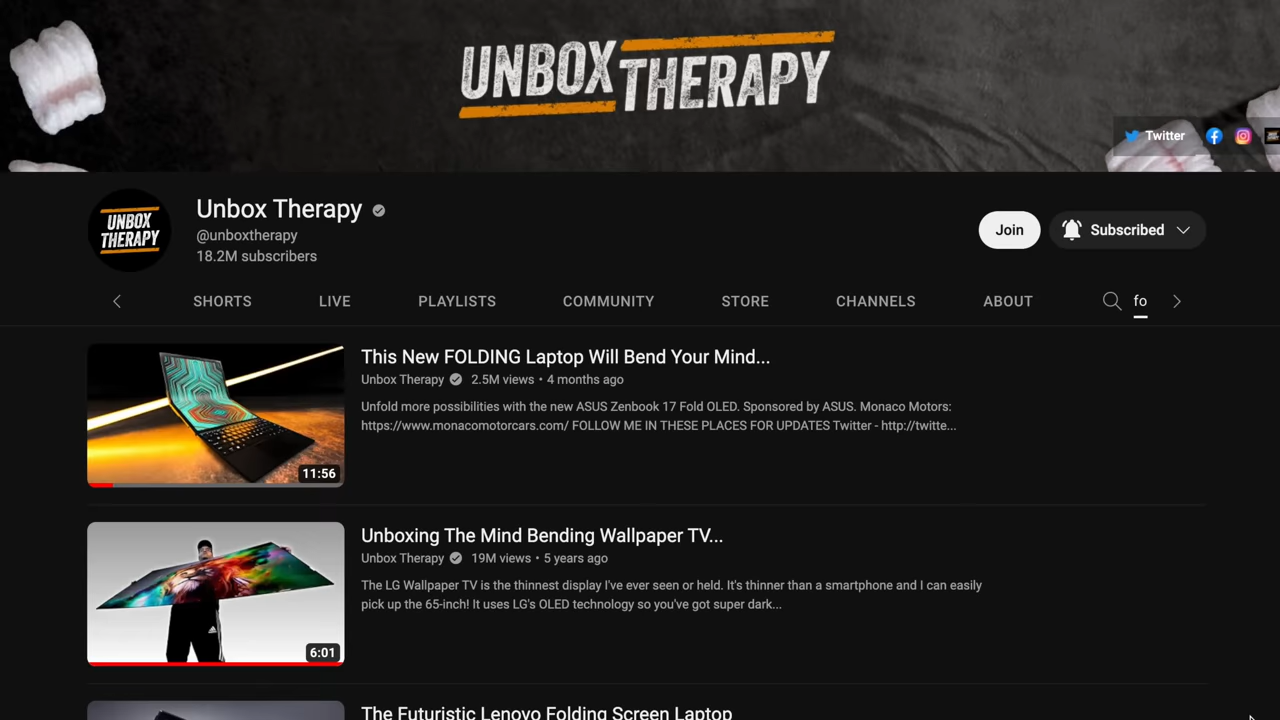 UNBOX THERAPY
Twitter
UNBOX
THERAPY
Unbox Therapy
@unboxtherapy
18.2M subscribers
Join
Subscribed
SHORTS
LIVE
PLAYLISTS
COMMUNITY
STORE
CHANNELS
ABOUT
fo
11:56
This New FOLDING Laptop Will Bend Your Mind...
Unbox Therapy 2.5M views • 4 months ago
Unfold more possibilities with the new ASUS Zenbook 17 Fold OLED. Sponsored by ASUS. Monaco Motors:
https://www.monacomotorcars.com/ FOLLOW ME IN THESE PLACES FOR UPDATES Twitter - http://twitte...
6:01
Unboxing The Mind Bending Wallpaper TV...
Unbox Therapy 19M views • 5 years ago
The LG Wallpaper TV is the thinnest display I've ever seen or held. It's thinner than a smartphone and I can easily
pick up the 65-inch! It uses LG's OLED technology so you've got super dark...
The Futuristic Lenovo Folding Screen Laptop